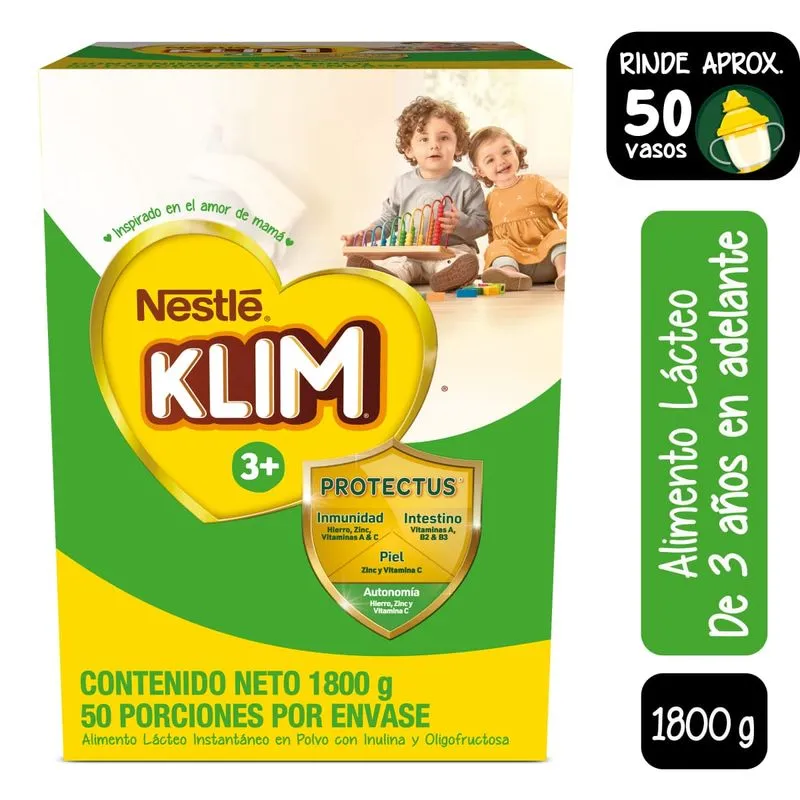 Inspirado en el amor de mamá
Nestlé®
KLIM®
3+
®
PROTECTUS®
Inmunidad
Hierro, Zinc,
Vitaminas A & C
Intestino
Vitaminas A,
B2 & B3
Piel
Zinc y Vitamina C
Autonomía
Hierro, Zinc y
Vitamina C
CONTENIDO NETO 1800 g
50 PORCIONES POR ENVASE
Alimento Lácteo Instantáneo en Polvo con Inulina y Oligofructosa
RINDE APROX.
50
vasos
Alimento Lácteo
De 3 años en adelante
1800 g